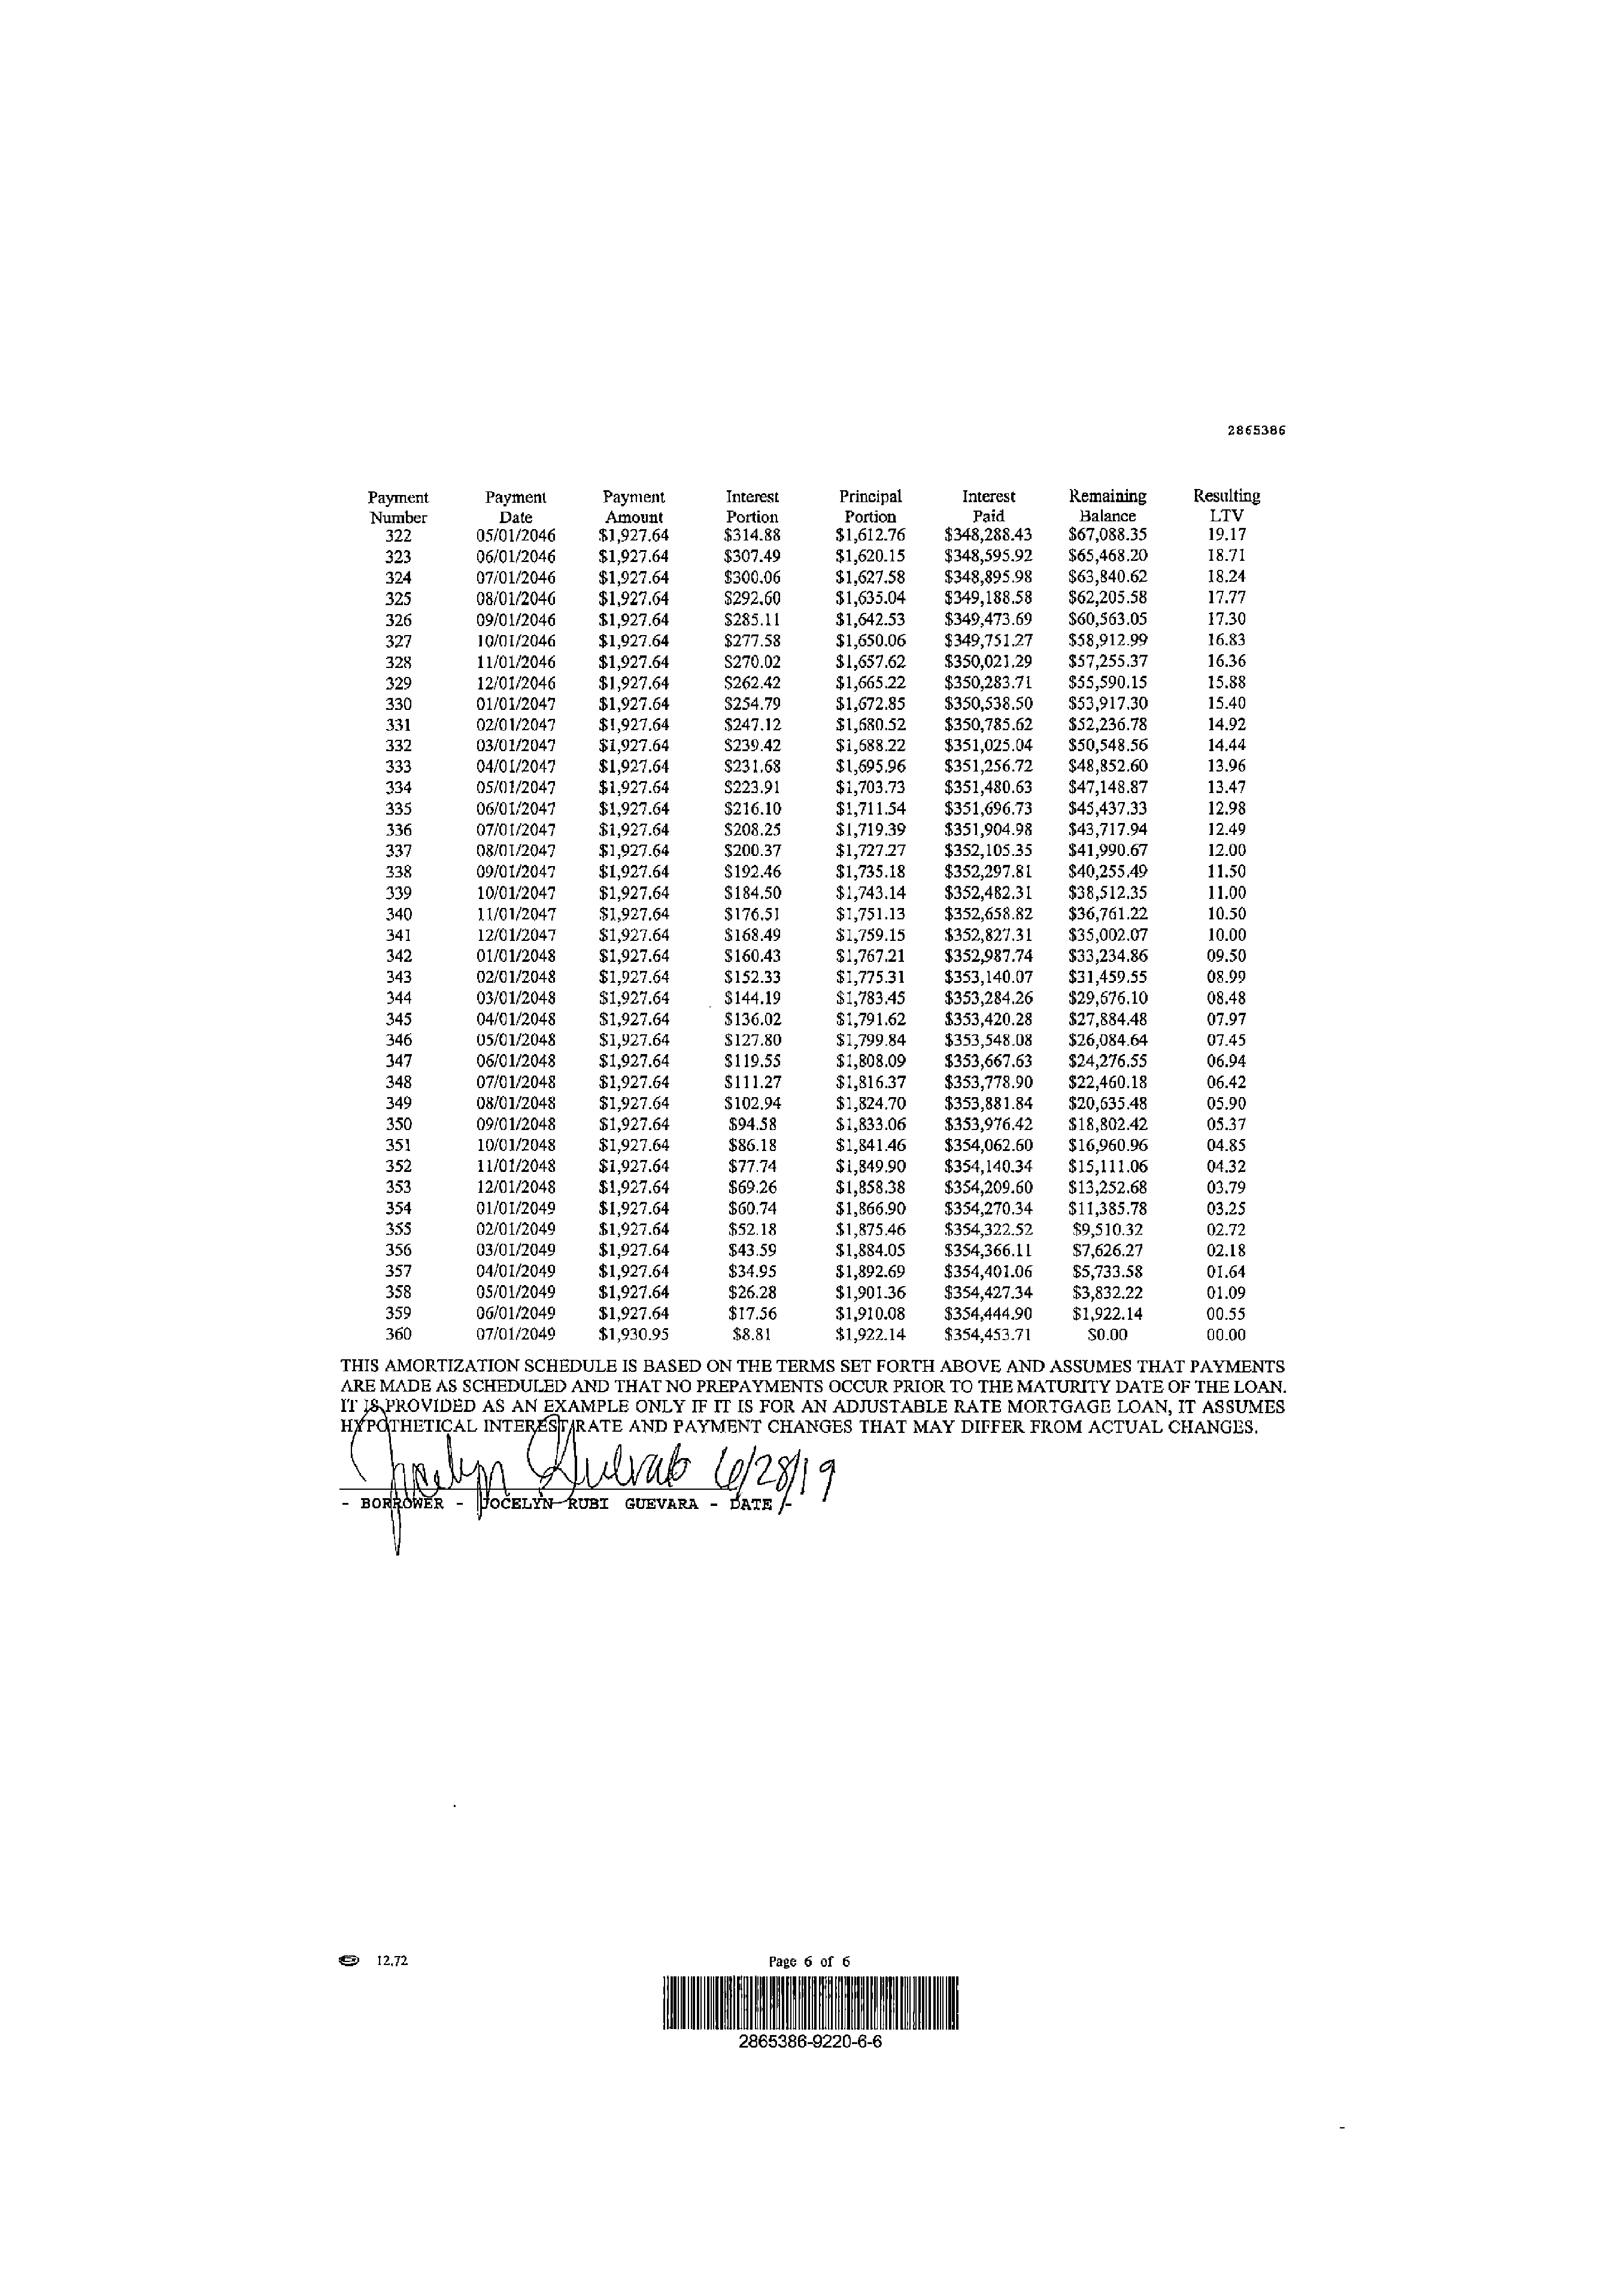 2865386
Payment Payment Payment Interest Principal Interest Remaining Resulting
Number Date Amount Portion Portion Paid Balance LTV
322 05/01/2046 $1,927.64 $314.88 $1,612.76 $348,288.43 $67,088.35 19.17
323 06/01/2046 $1,927.64 $307.49 $1,620.15 $348,595.92 $65,468.20 18.71
324 07/01/2046 $1,927.64 $300.06 $1,627.58 $348,895.98 $63,840.62 18.24
325 08/01/2046 $1,927.64 $292.60 $1,635.04 $349,188.58 $62,205.58 17.77
326 09/01/2046 $1,927.64 $285.11 $1,642.53 $349,473.69 $60,563.05 17.30
327 10/01/2046 $1,927.64 $277.58 $1,650.06 $349,751.27 $58,912.99 16.83
328 11/01/2046 $1,927.64 $270.02 $1,657.62 $350,021.29 $57,255.37 16.36
329 12/01/2046 $1,927.64 $262.42 $1,665.22 $350,283.71 $55,590.15 15.88
330 01/01/2047 $1,927.64 $254.79 $1,672.85 $350,538.50 $53,917.30 15.40
331 02/01/2047 $1,927.64 $247.12 $1,680.52 $350,785.62 $52,236.78 14.92
332 03/01/2047 $1,927.64 $239.42 $1,688.22 $351,025.04 $50,548.56 14.44
333 04/01/2047 $1,927.64 $231.68 $1,695.96 $351,256.72 $48,852.60 13.96
334 05/01/2047 $1,927.64 $223.91 $1,703.73 $351,480.63 $47,148.87 13.47
335 06/01/2047 $1,927.64 $216.10 $1,711.54 $351,696.73 $45,437.33 12.98
336 07/01/2047 $1,927.64 $208.25 $1,719.39 $351,904.98 $43,717.94 12.49
337 08/01/2047 $1,927.64 $200.37 $1,727.27 $352,105.35 $41,990.67 12.00
338 09/01/2047 $1,927.64 $192.46 $1,735.18 $352,297.81 $40,255.49 11.50
339 10/01/2047 $1,927.64 $184.50 $1,743.14 $352,482.31 $38,512.35 11.00
340 11/01/2047 $1,927.64 $176.51 $1,751.13 $352,658.82 $36,761.22 10.50
341 12/01/2047 $1,927.64 $168.49 $1,759.15 $352,827.31 $35,002.07 10.00
342 01/01/2048 $1,927.64 $160.43 $1,767.21 $352,987.74 $33,234.86 09.50
343 02/01/2048 $1,927.64 $152.33 $1,775.31 $353,140.07 $31,459.55 08.99
344 03/01/2048 $1,927.64 $144.19 $1,783.45 $353,284.26 $29,676.10 08.48
345 04/01/2048 $1,927.64 $136.02 $1,791.62 $353,420.28 $27,884.48 07.97
346 05/01/2048 $1,927.64 $127.80 $1,799.84 $353,548.08 $26,084.64 07.45
347 06/01/2048 $1,927.64 $119.55 $1,808.09 $353,667.63 $24,276.55 06.94
348 07/01/2048 $1,927.64 $111.27 $1,816.37 $353,778.90 $22,460.18 06.42
349 08/01/2048 $1,927.64 $102.94 $1,824.70 $353,881.84 $20,635.48 05.90
350 09/01/2048 $1,927.64 $94.58 $1,833.06 $353,976.42 $18,802.42 05.37
351 10/01/2048 $1,927.64 $86.18 $1,841.46 $354,062.60 $16,960.96 04.85
352 11/01/2048 $1,927.64 $77.74 $1,849.90 $354,140.34 $15,111.06 04.32
353 12/01/2048 $1,927.64 $69.26 $1,858.38 $354,209.60 $13,252.68 03.79
354 01/01/2049 $1,927.64 $60.74 $1,866.90 $354,270.34 $11,385.78 03.25
355 02/01/2049 $1,927.64 $52.18 $1,875.46 $354,322.52 $9,510.32 02.72
356 03/01/2049 $1,927.64 $43.59 $1,884.05 $354,366.11 $7,626.27 02.18
357 04/01/2049 $1,927.64 $34.95 $1,892.69 $354,401.06 $5,733.58 01.64
358 05/01/2049 $1,927.64 $26.28 $1,901.36 $354,427.34 $3,832.22 01.09
359 06/01/2049 $1,927.64 $17.56 $1,910.08 $354,444.90 $1,922.14 00.55
360 07/01/2049 $1,930.95 $8.81 $1,922.14 $354,453.71 $0.00 00.00
THIS AMORTIZATION SCHEDULE IS BASED ON THE TERMS SET FORTH ABOVE AND ASSUMES THAT PAYMENTS
ARE MADE AS SCHEDULED AND THAT NO PREPAYMENTS OCCUR PRIOR TO THE MATURITY DATE OF THE LOAN.
IT IS PROVIDED AS AN EXAMPLE ONLY IF IT IS FOR AN ADJUSTABLE RATE MORTGAGE LOAN, IT ASSUMES
HYPOTHETICAL INTEREST RATE AND PAYMENT CHANGES THAT MAY DIFFER FROM ACTUAL CHANGES.
Jocelyn Guevara 6/28/19
- BORROWER - JOCELYN RUBI GUEVARA - DATE -
12.72 Page 6 of 6
2865386-9220-6-6